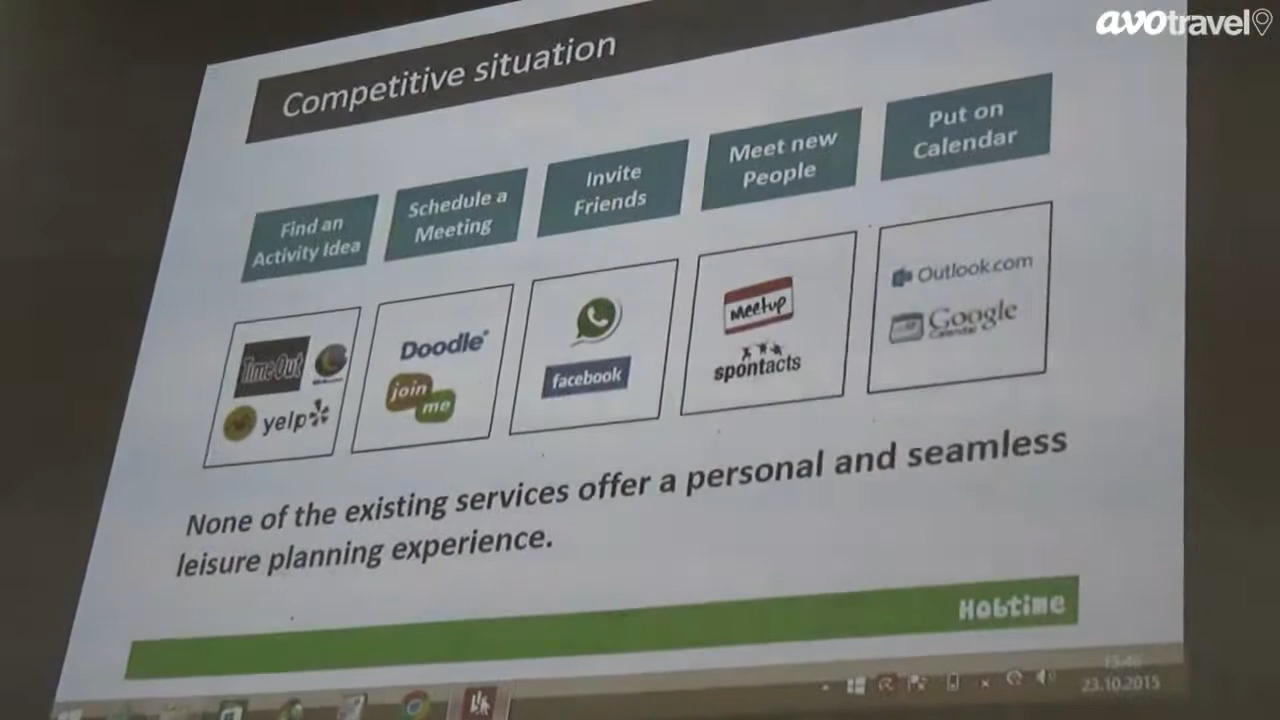 avotravel
Competitive situation
Find an
Activity Idea
Schedule a
Meeting
Invite
Friends
Meet new
People
Put on
Calendar
Time Out
yelp
Doodle
join
me
facebook
Meetup
spontacts
Outlook.com
Google
Calendar
None of the existing services offer a personal and seamless
leisure planning experience.
Habtime
23.10.2015